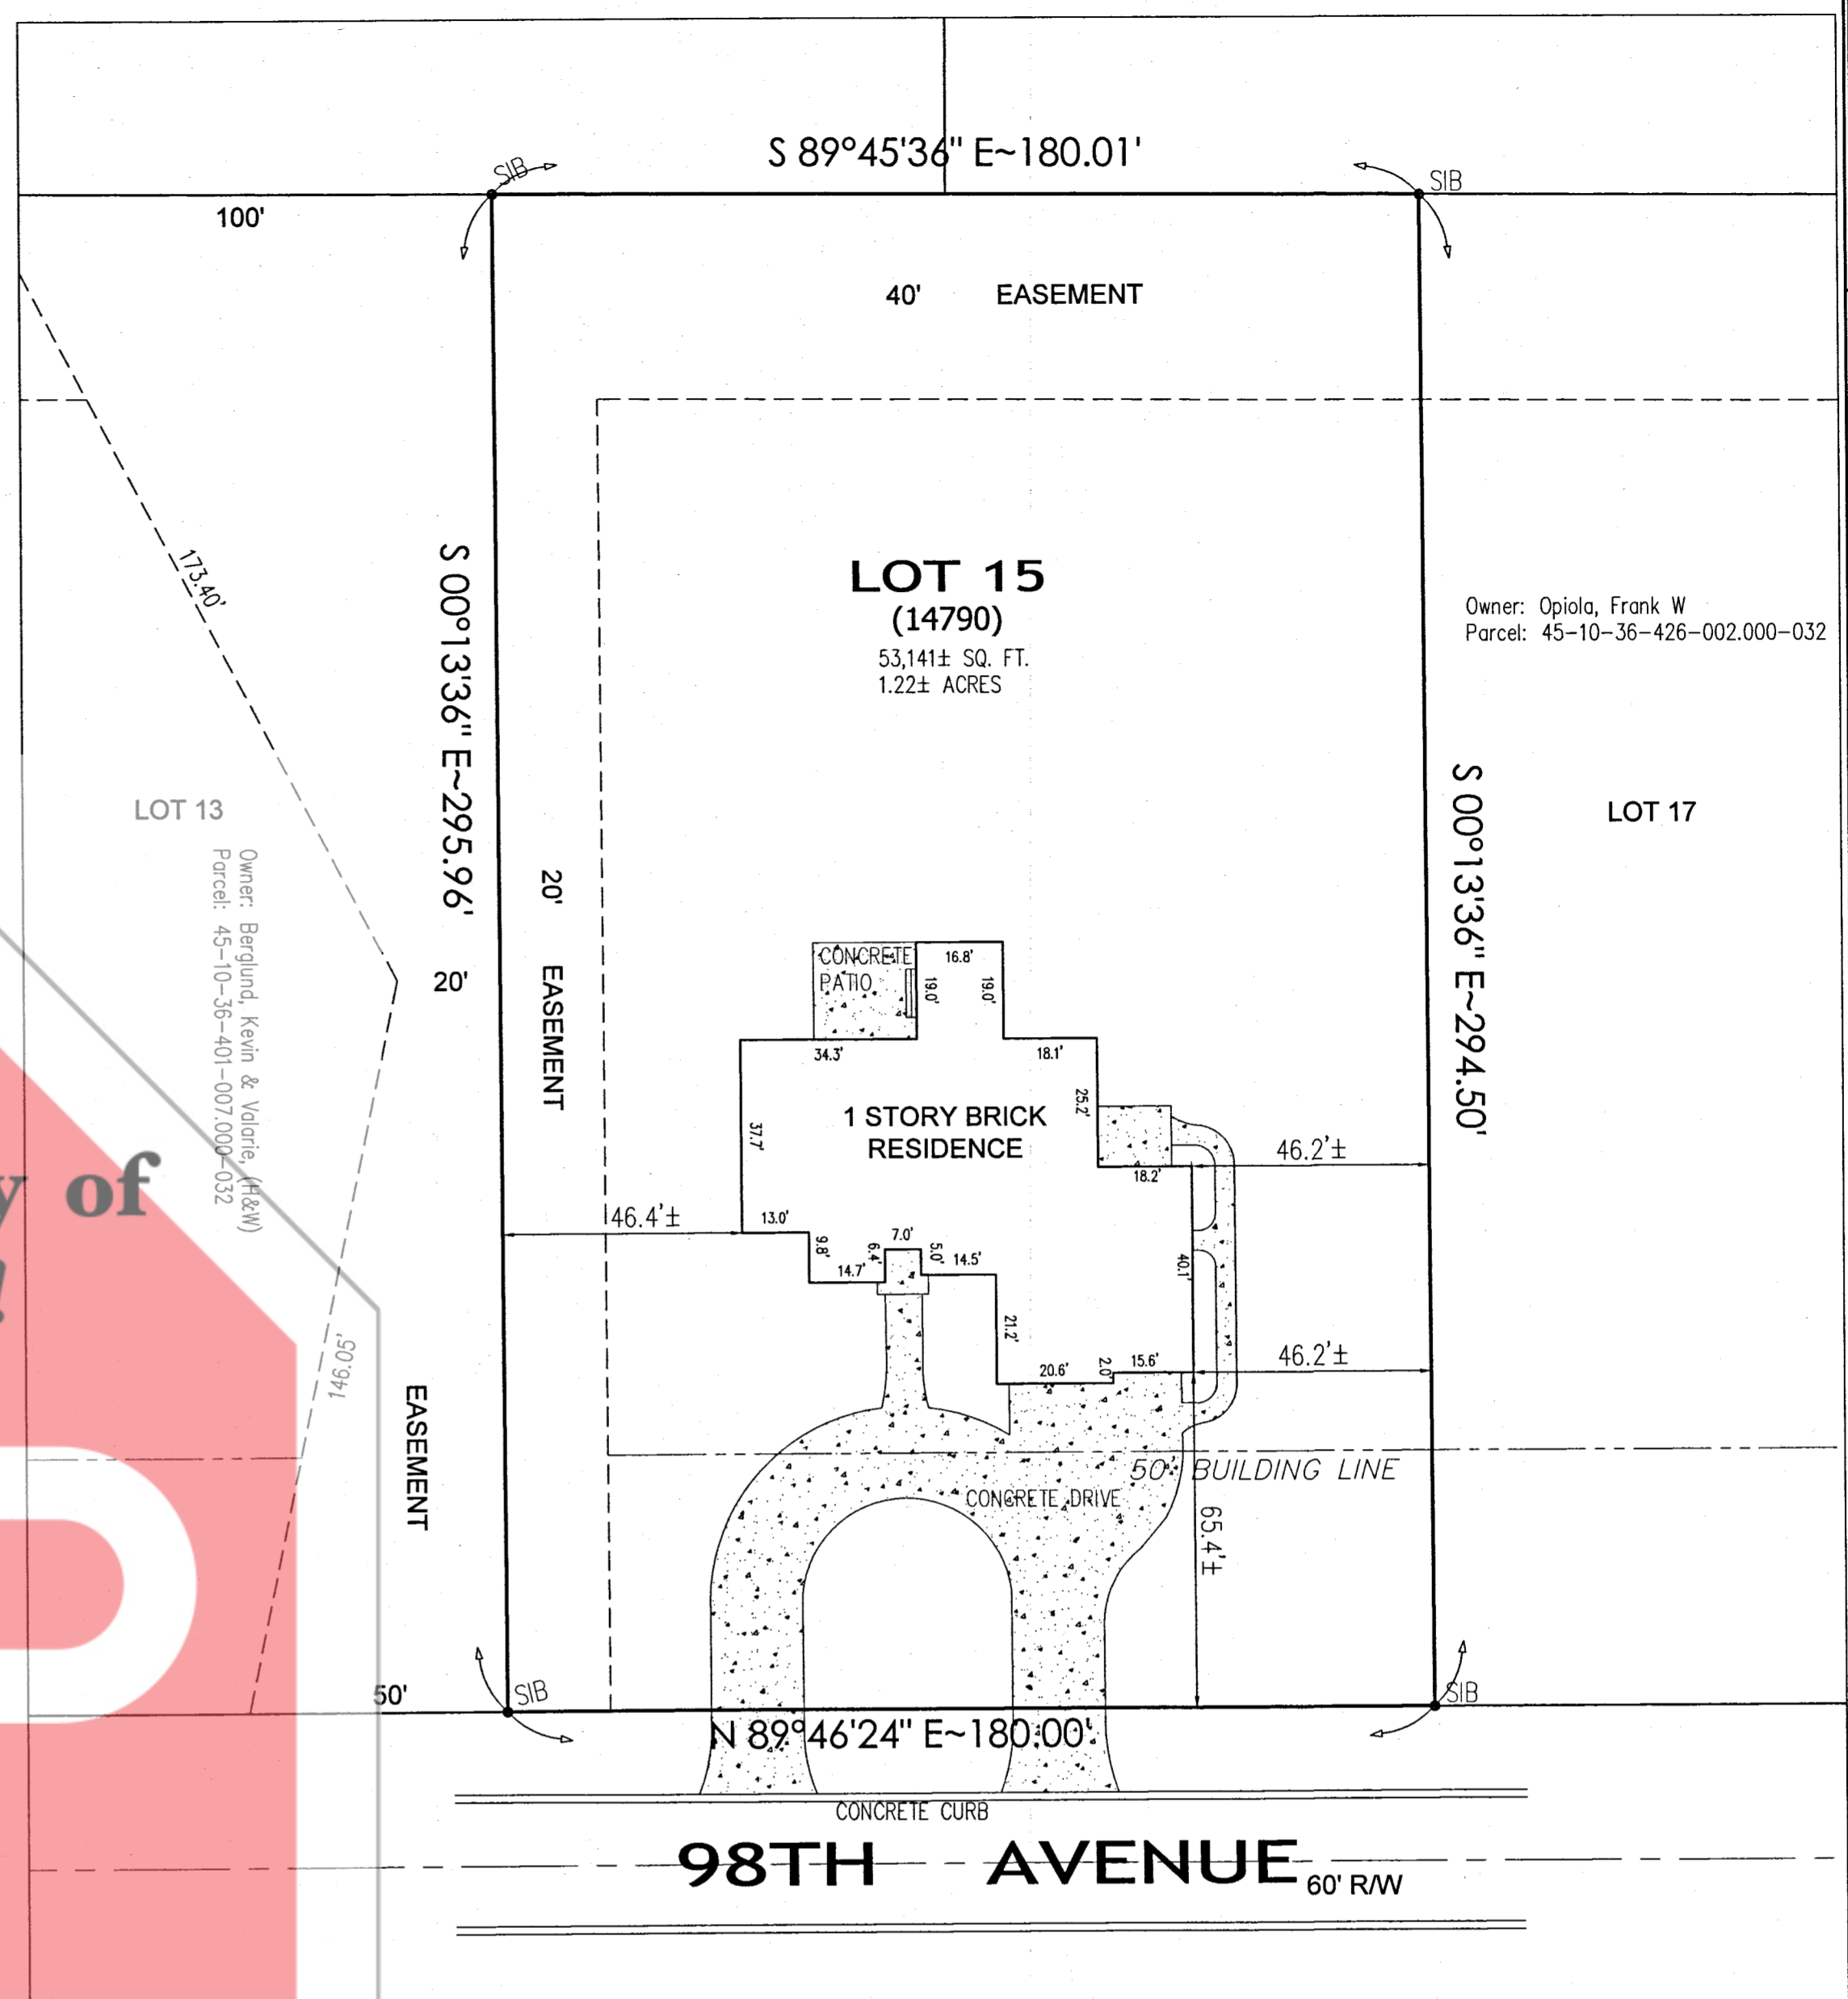 S 89°45'36" E~180.01'
SIB
SIB
100'
40' EASEMENT
173.40'
S 00°13'36" E~295.96'
LOT 15
(14790)
53,141± SQ. FT.
1.22± ACRES
Owner: Opiola, Frank W
Parcel: 45-10-36-426-002.000-032
LOT 13
Owner: Berglund, Kevin & Valarie, (H&W)
Parcel: 45-10-36-401-007.000-032
S 00°13'36" E~294.50'
LOT 17
20' EASEMENT
20'
EASEMENT
CONCRETE
PATIO
16.8'
19.0'
19.0'
34.3'
18.1'
25.2'
1 STORY BRICK
RESIDENCE
37.7'
18.2'
46.2'±
46.4'±
13.0'
9.8'
14.7'
6.4'
7.0'
5.0'
14.5'
40.1'
21.2'
20.6'
2.0'
15.6'
46.2'±
y of
!
146.05'
50' BUILDING LINE
CONCRETE DRIVE
65.4'±
50'
SIB
SIB
N 89°46'24" E~180.00'
CONCRETE CURB
98TH AVENUE
60' R/W